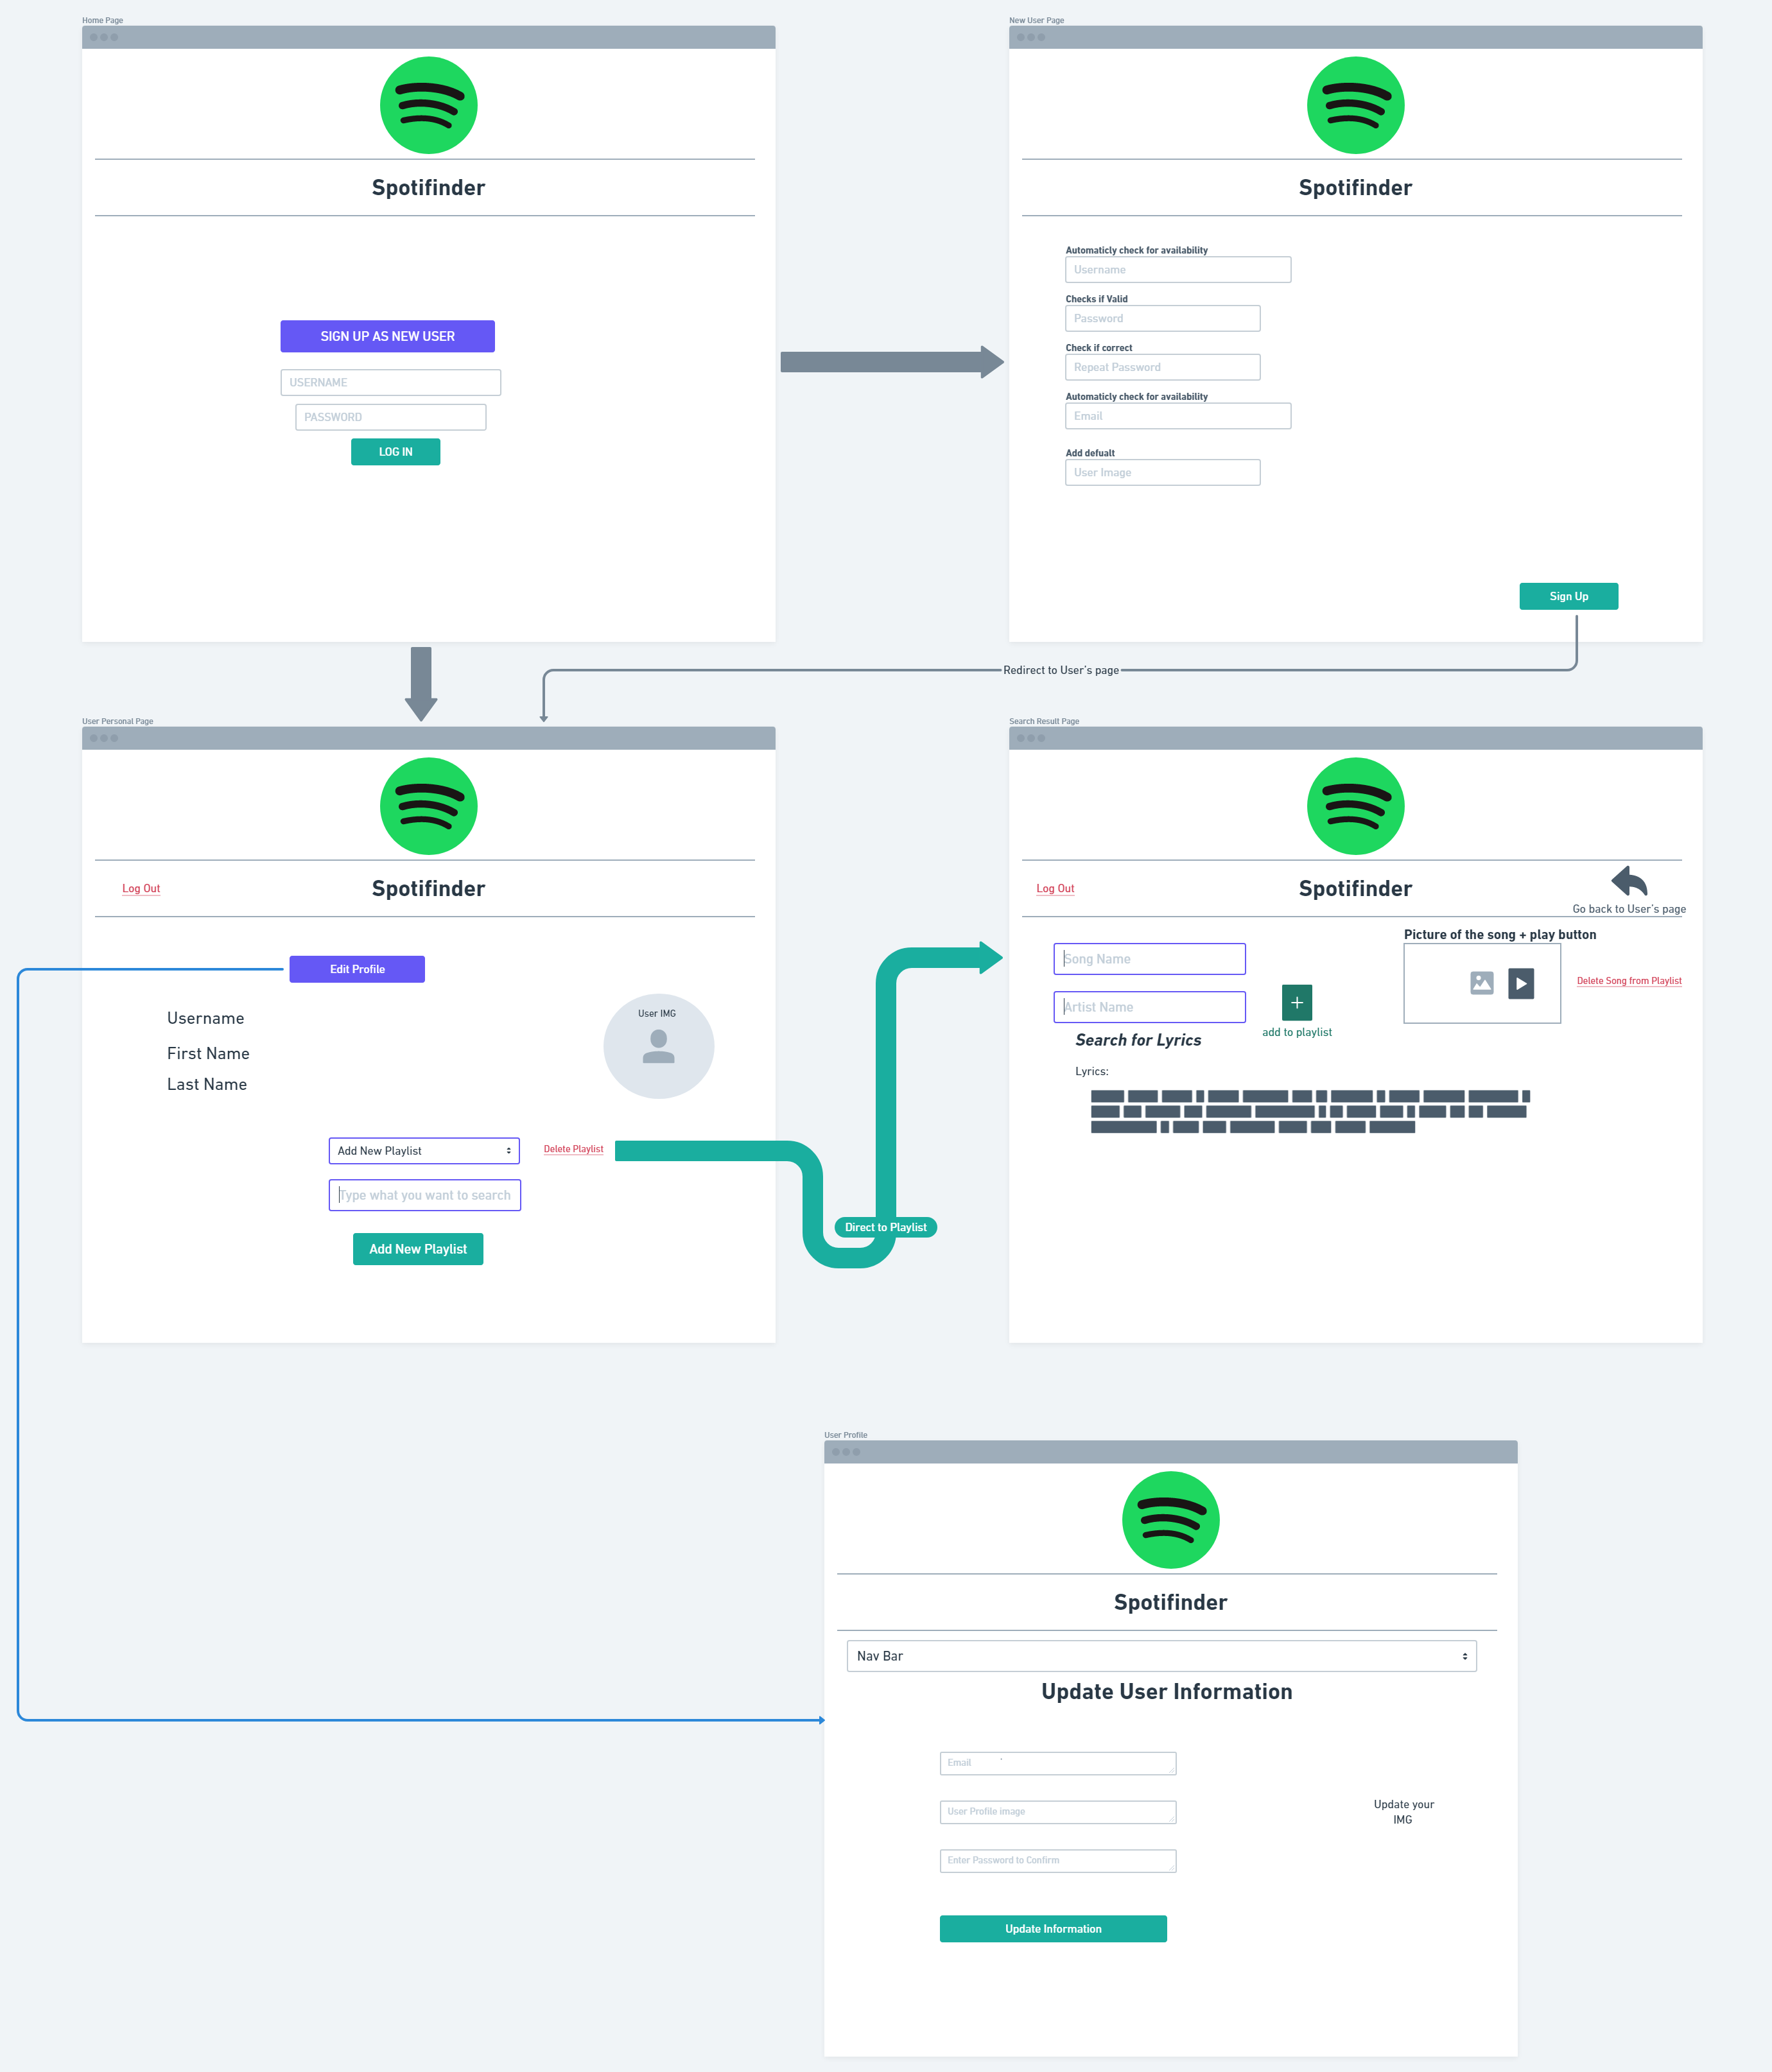 Home Page
Spotifinder
SIGN UP AS NEW USER
USERNAME
PASSWORD
LOG IN
New User Page
Spotifinder
Automaticly check for availability
Username
Checks if Valid
Password
Check if correct
Repeat Password
Automaticly check for availability
Email
Add defualt
User Image
Sign Up
Redirect to User's page
User Personal Page
Log Out
Spotifinder
Edit Profile
Username
First Name
Last Name
User IMG
Add New Playlist
Delete Playlist
Type what you want to search
Add New Playlist
Direct to Playlist
Search Result Page
Log Out
Spotifinder
Go back to User's page
Song Name
Artist Name
Search for Lyrics
add to playlist
Picture of the song + play button
Delete Song from Playlist
Lyrics:
User Profile
Spotifinder
Nav Bar
Update User Information
Email
User Profile image
Enter Password to Confirm
Update your
IMG
Update Information